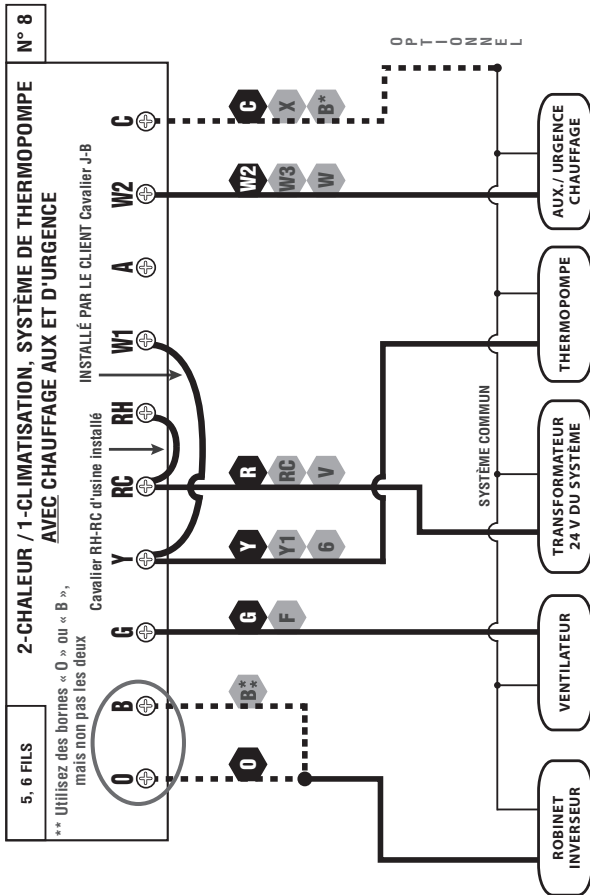 5, 6 FILS
2-CHALEUR / 1-CLIMATISATION, SYSTÈME DE THERMOPOMPE
AVEC CHAUFFAGE AUX ET D'URGENCE
N° 8
** Utilisez des bornes « O » ou « B »,
mais non pas les deux
Cavalier RH-RC d'usine installé
INSTALLÉ PAR LE CLIENT Cavalier J-B
O B G Y RC RH W1 A W2 C
O B* G Y R W2 C
F Y1 RC W3 X
6 V W B*
OPTIONNEL
SYSTÈME COMMUN
ROBINET
INVERSEUR
VENTILATEUR
TRANSFORMATEUR
24 V DU SYSTÈME
THERMOPOMPE
AUX./ URGENCE
CHAUFFAGE